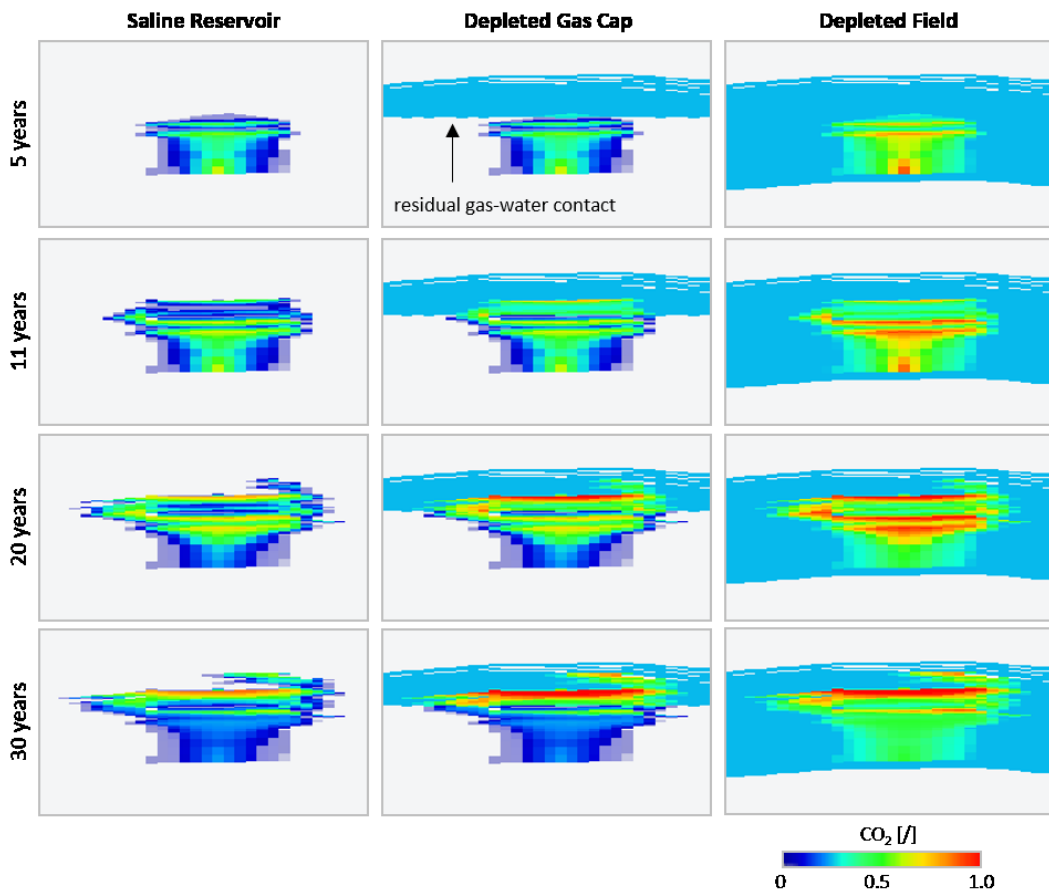 Saline Reservoir
Depleted Gas Cap
Depleted Field
5 years
residual gas-water contact
11 years
20 years
30 years
CO₂ [/]
0 0.5 1.0